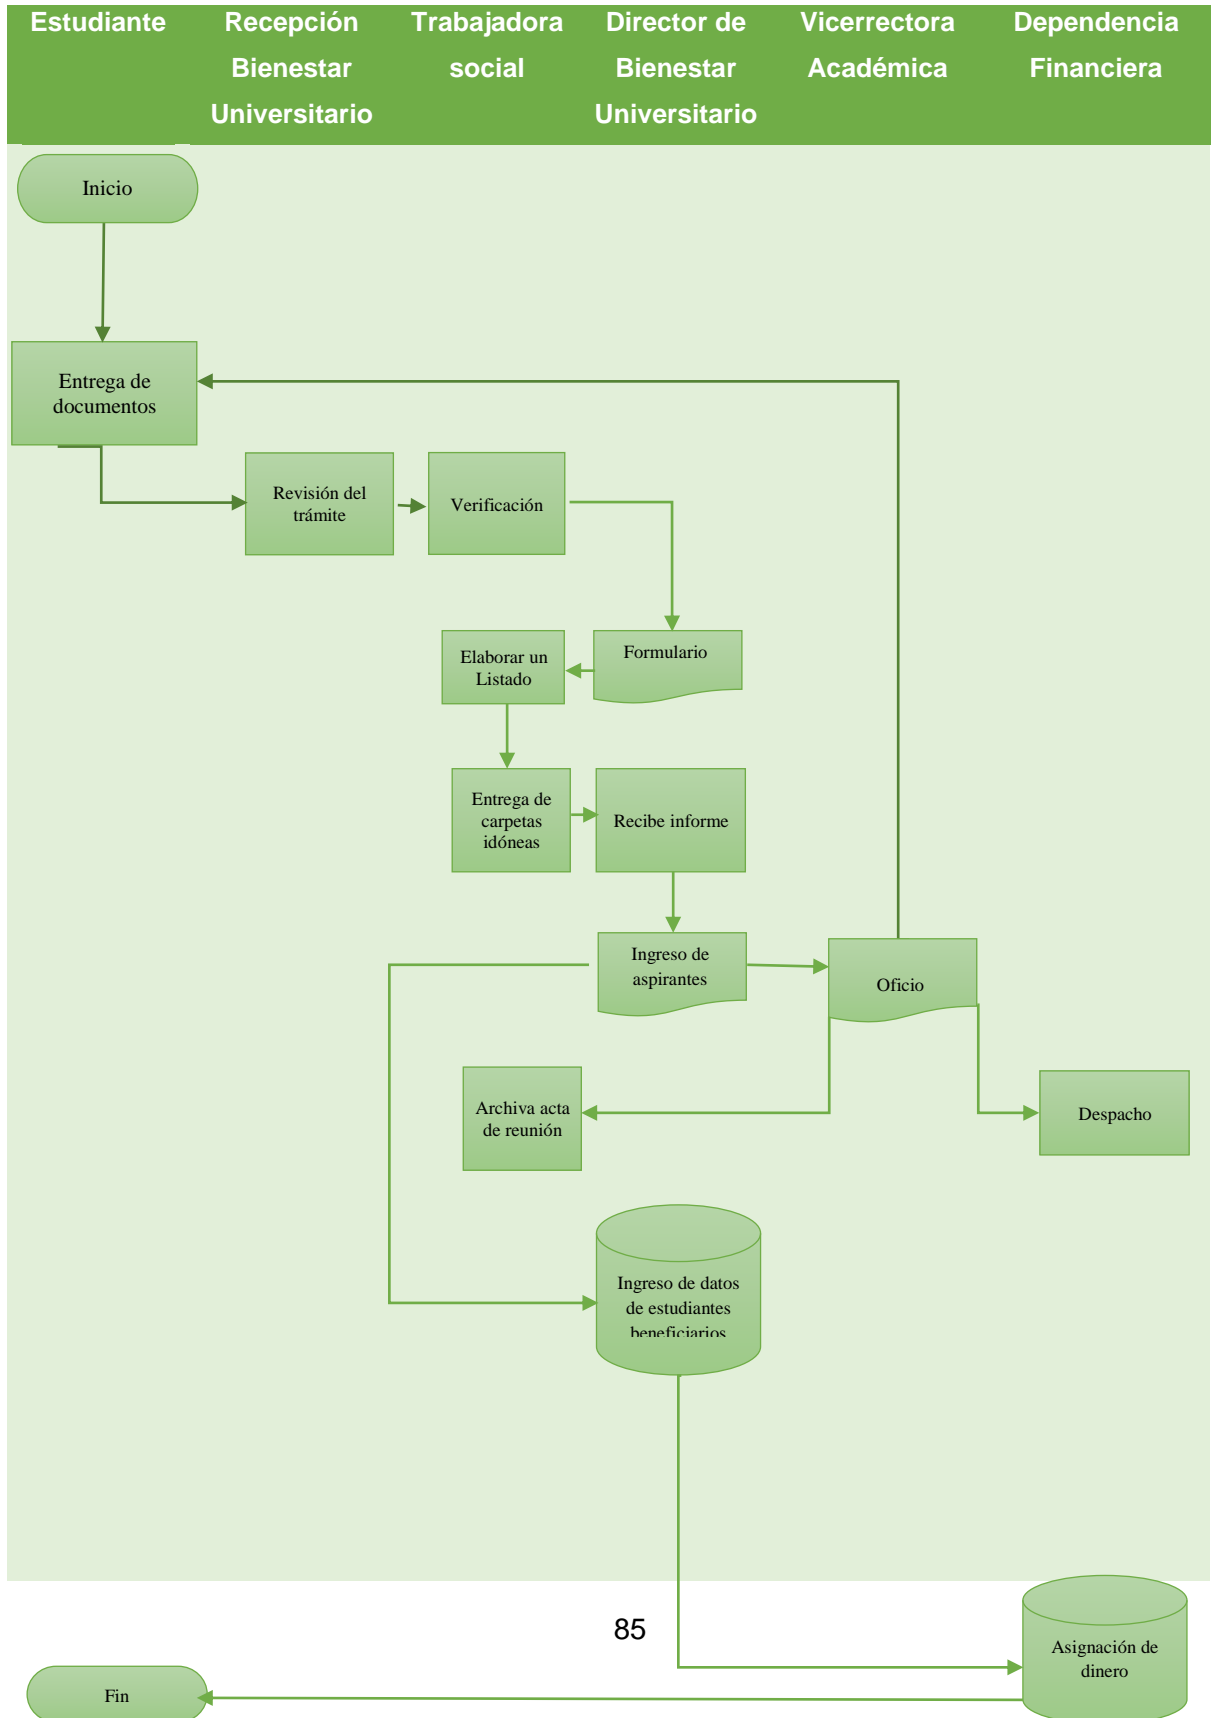 Estudiante
Recepción
Bienestar
Universitario
Trabajadora
social
Director de
Bienestar
Universitario
Vicerrectora
Académica
Dependencia
Financiera
Inicio
Entrega de
documentos
Revisión del
trámite
Verificación
Elaborar un
Listado
Formulario
Entrega de
carpetas
idóneas
Recibe informe
Ingreso de
aspirantes
Oficio
Archiva acta
de reunión
Despacho
Ingreso de datos
de estudiantes
beneficiarios
85
Asignación de
dinero
Fin